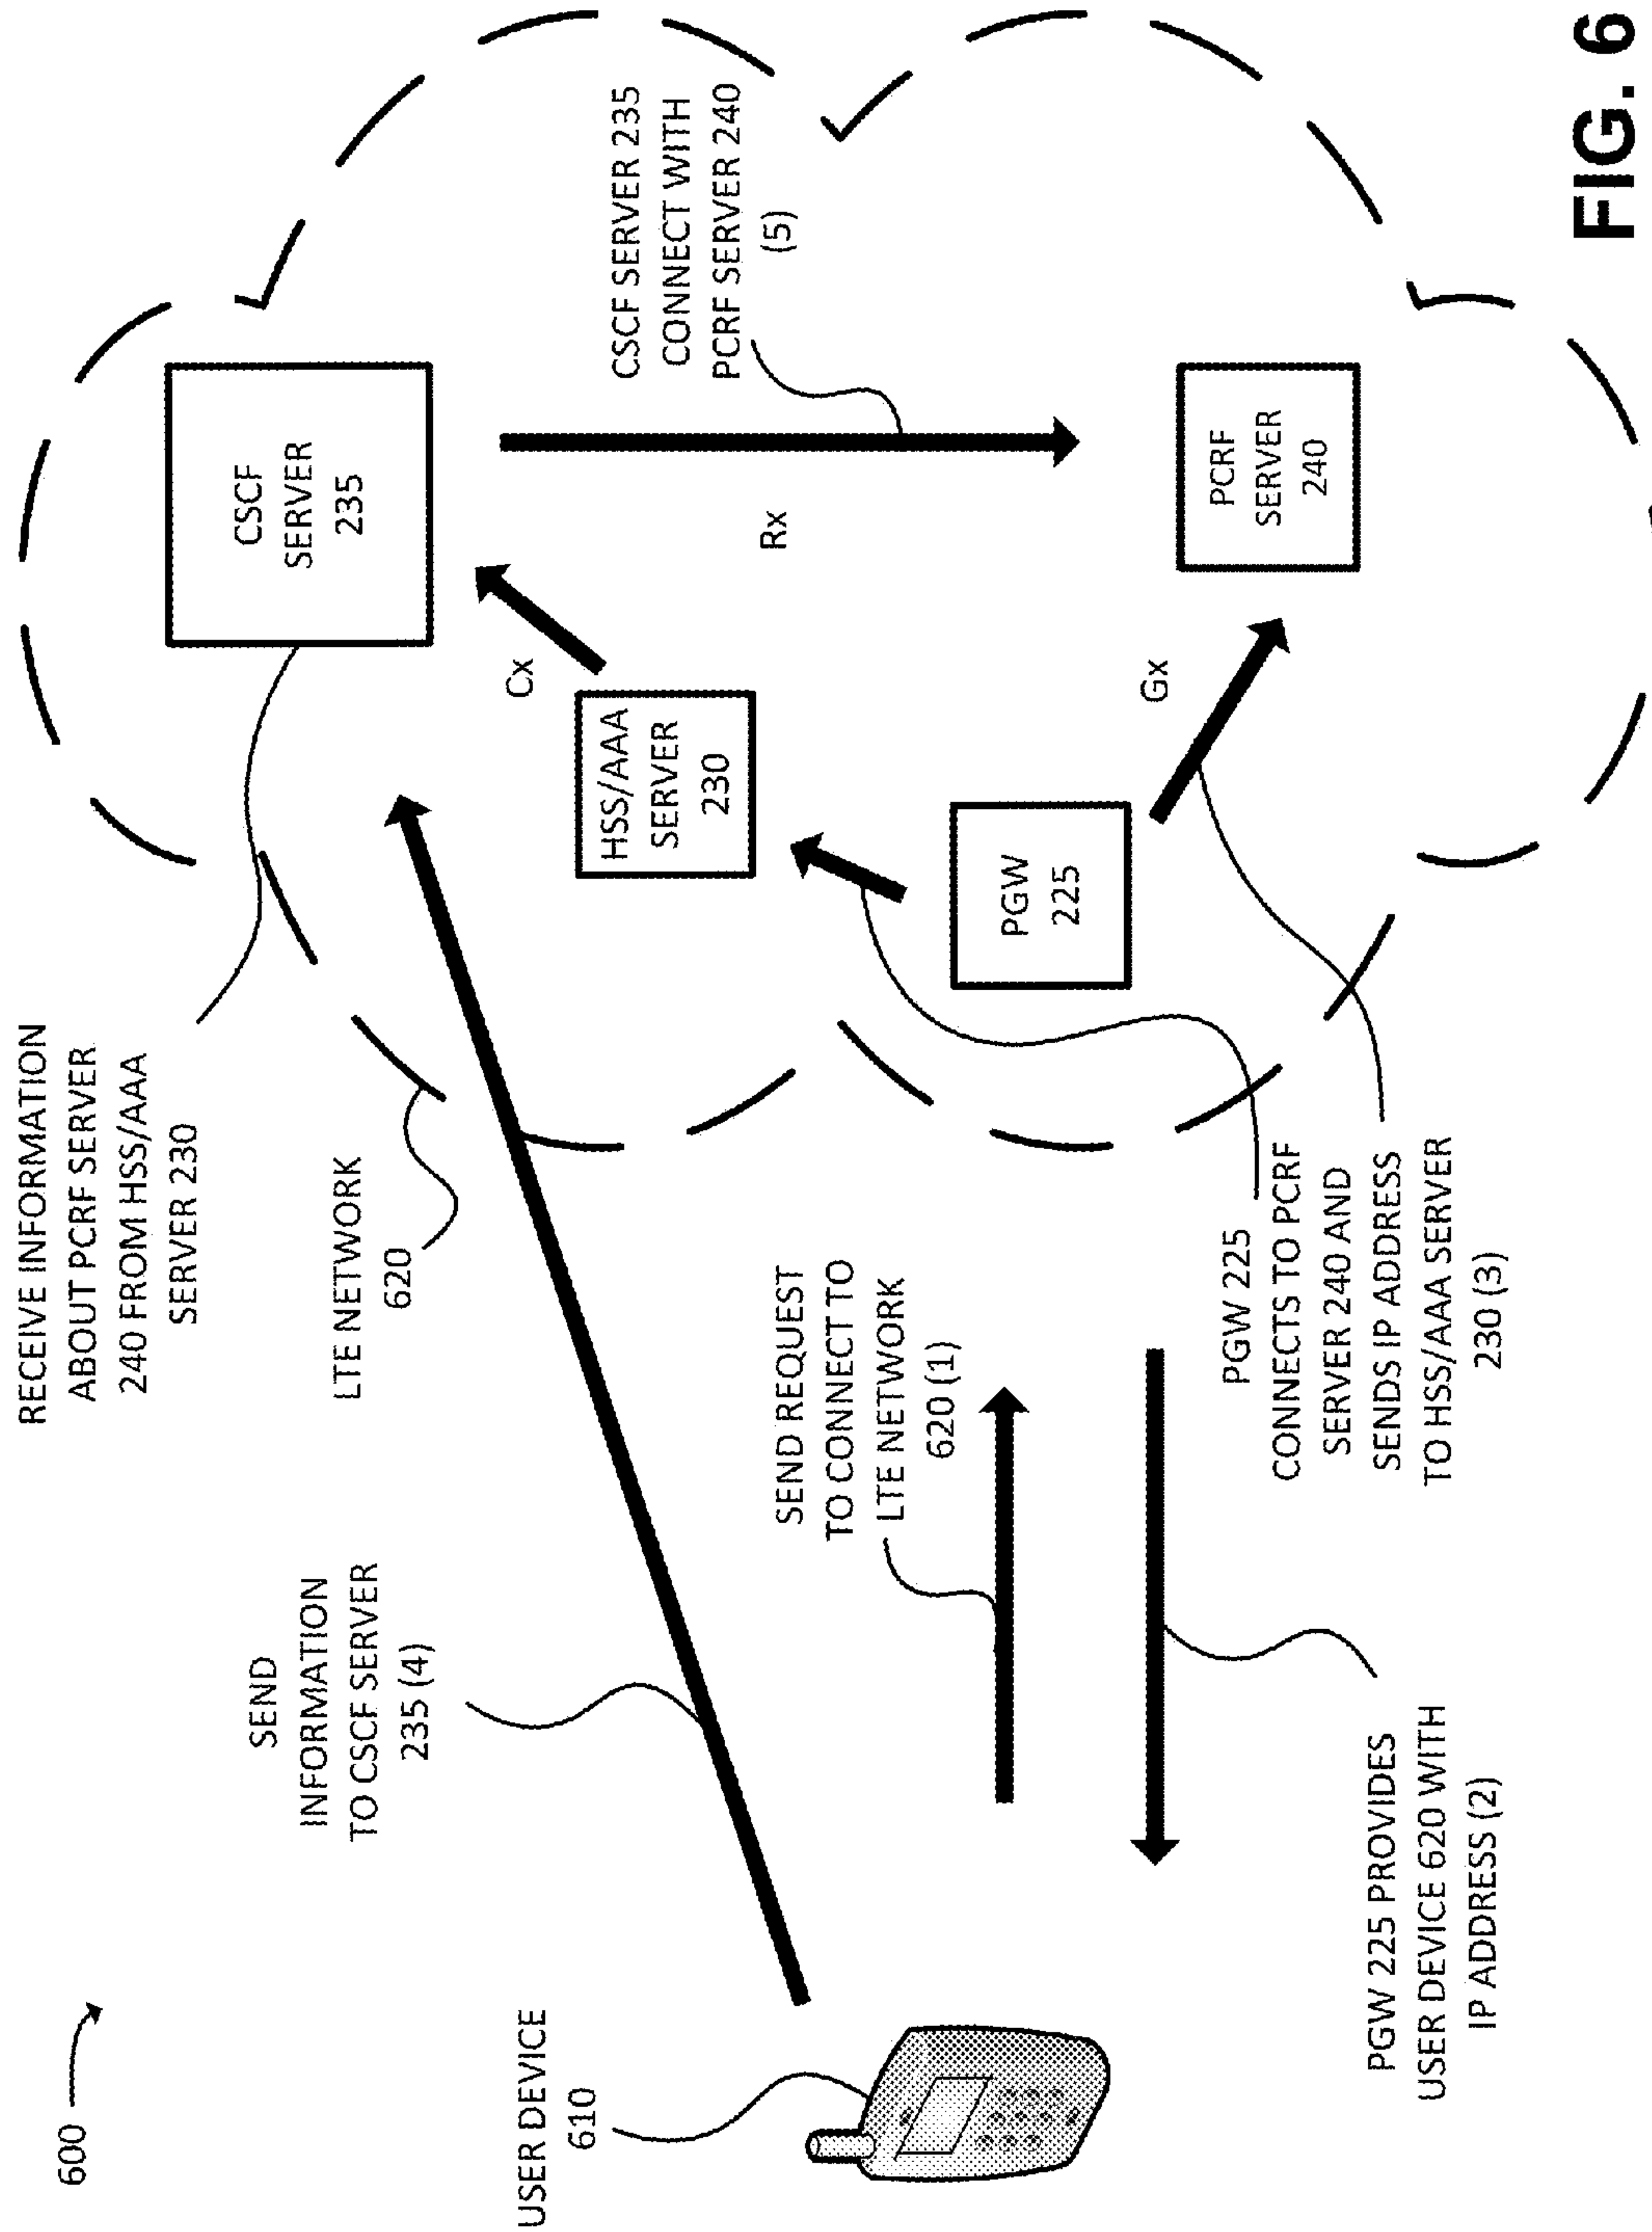 600
RECEIVE INFORMATION
ABOUT PCRF SERVER
240 FROM HSS/AAA
SERVER 230
SEND
INFORMATION
TO CSCF SERVER
235 (4)
LTE NETWORK
620
CSCF
SERVER
235
USER DEVICE
610
Cx
HSS/AAA
SERVER
230
CSCF SERVER 235
CONNECT WITH
PCRF SERVER 240
(5)
Rx
SEND REQUEST
TO CONNECT TO
LTE NETWORK
620 (1)
PGW
225
Gx
PCRF
SERVER
240
PGW 225
CONNECTS TO PCRF
SERVER 240 AND
SENDS IP ADDRESS
TO HSS/AAA SERVER
230 (3)
PGW 225 PROVIDES
USER DEVICE 620 WITH
IP ADDRESS (2)
FIG. 6